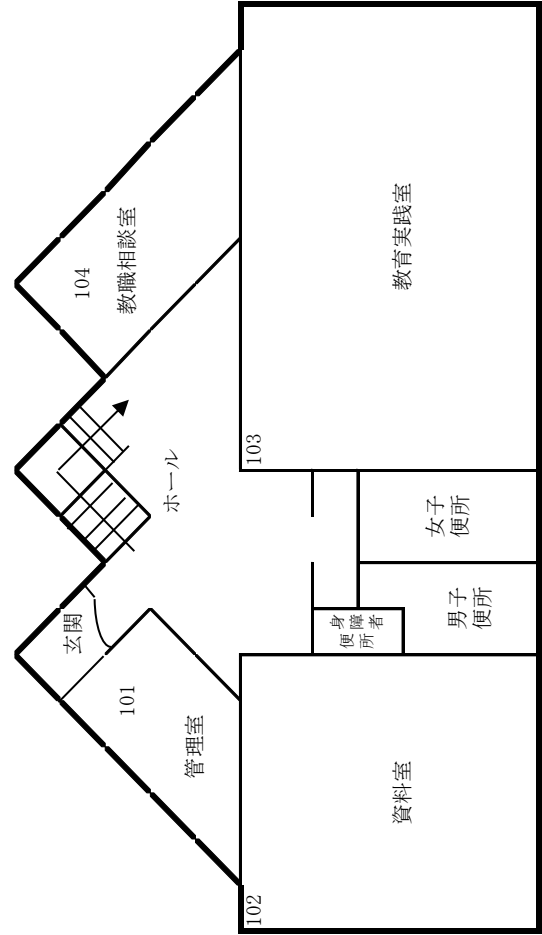 104
教職相談室
教育実践室
103
ホール
女子
便所
男子
便所
身障者
便所
玄関
101
管理室
資料室
102